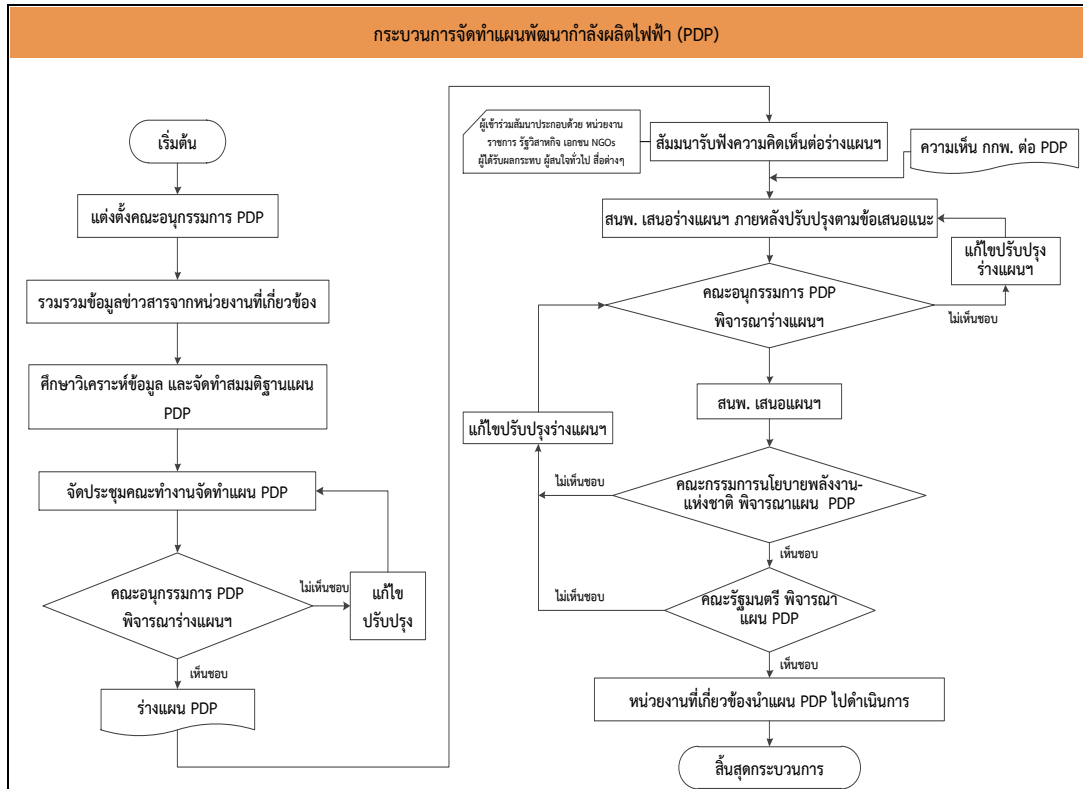 กระบวนการจัดทำแผนพัฒนากำลังผลิตไฟฟ้า (PDP)
เริ่มต้น
แต่งตั้งคณะอนุกรรมการ PDP
รวมรวมข้อมูลข่าวสารจากหน่วยงานที่เกี่ยวข้อง
ศึกษาวิเคราะห์ข้อมูล และจัดทำสมมติฐานแผน
PDP
จัดประชุมคณะทำงานจัดทำแผน PDP
คณะอนุกรรมการ PDP
พิจารณาร่างแผนฯ
ไม่เห็นชอบ
แก้ไข
ปรับปรุง
เห็นชอบ
ร่างแผน PDP
ผู้เข้าร่วมสัมนาประกอบด้วย หน่วยงาน
ราชการ รัฐวิสาหกิจ เอกชน NGOs
ผู้ได้รับผลกระทบ ผู้สนใจทั่วไป สื่อต่างๆ
สัมมนารับฟังความคิดเห็นต่อร่างแผนฯ
ความเห็น กกพ. ต่อ PDP
สนพ. เสนอร่างแผนฯ ภายหลังปรับปรุงตามข้อเสนอแนะ
แก้ไขปรับปรุง
ร่างแผนฯ
คณะอนุกรรมการ PDP
พิจารณาร่างแผนฯ
ไม่เห็นชอบ
สนพ. เสนอแผนฯ
แก้ไขปรับปรุงร่างแผนฯ
ไม่เห็นชอบ
คณะกรรมการนโยบายพลังงาน-
แห่งชาติ พิจารณาแผน PDP
เห็นชอบ
ไม่เห็นชอบ
คณะรัฐมนตรี พิจารณา
แผน PDP
เห็นชอบ
หน่วยงานที่เกี่ยวข้องนำแผน PDP ไปดำเนินการ
สิ้นสุดกระบวนการ